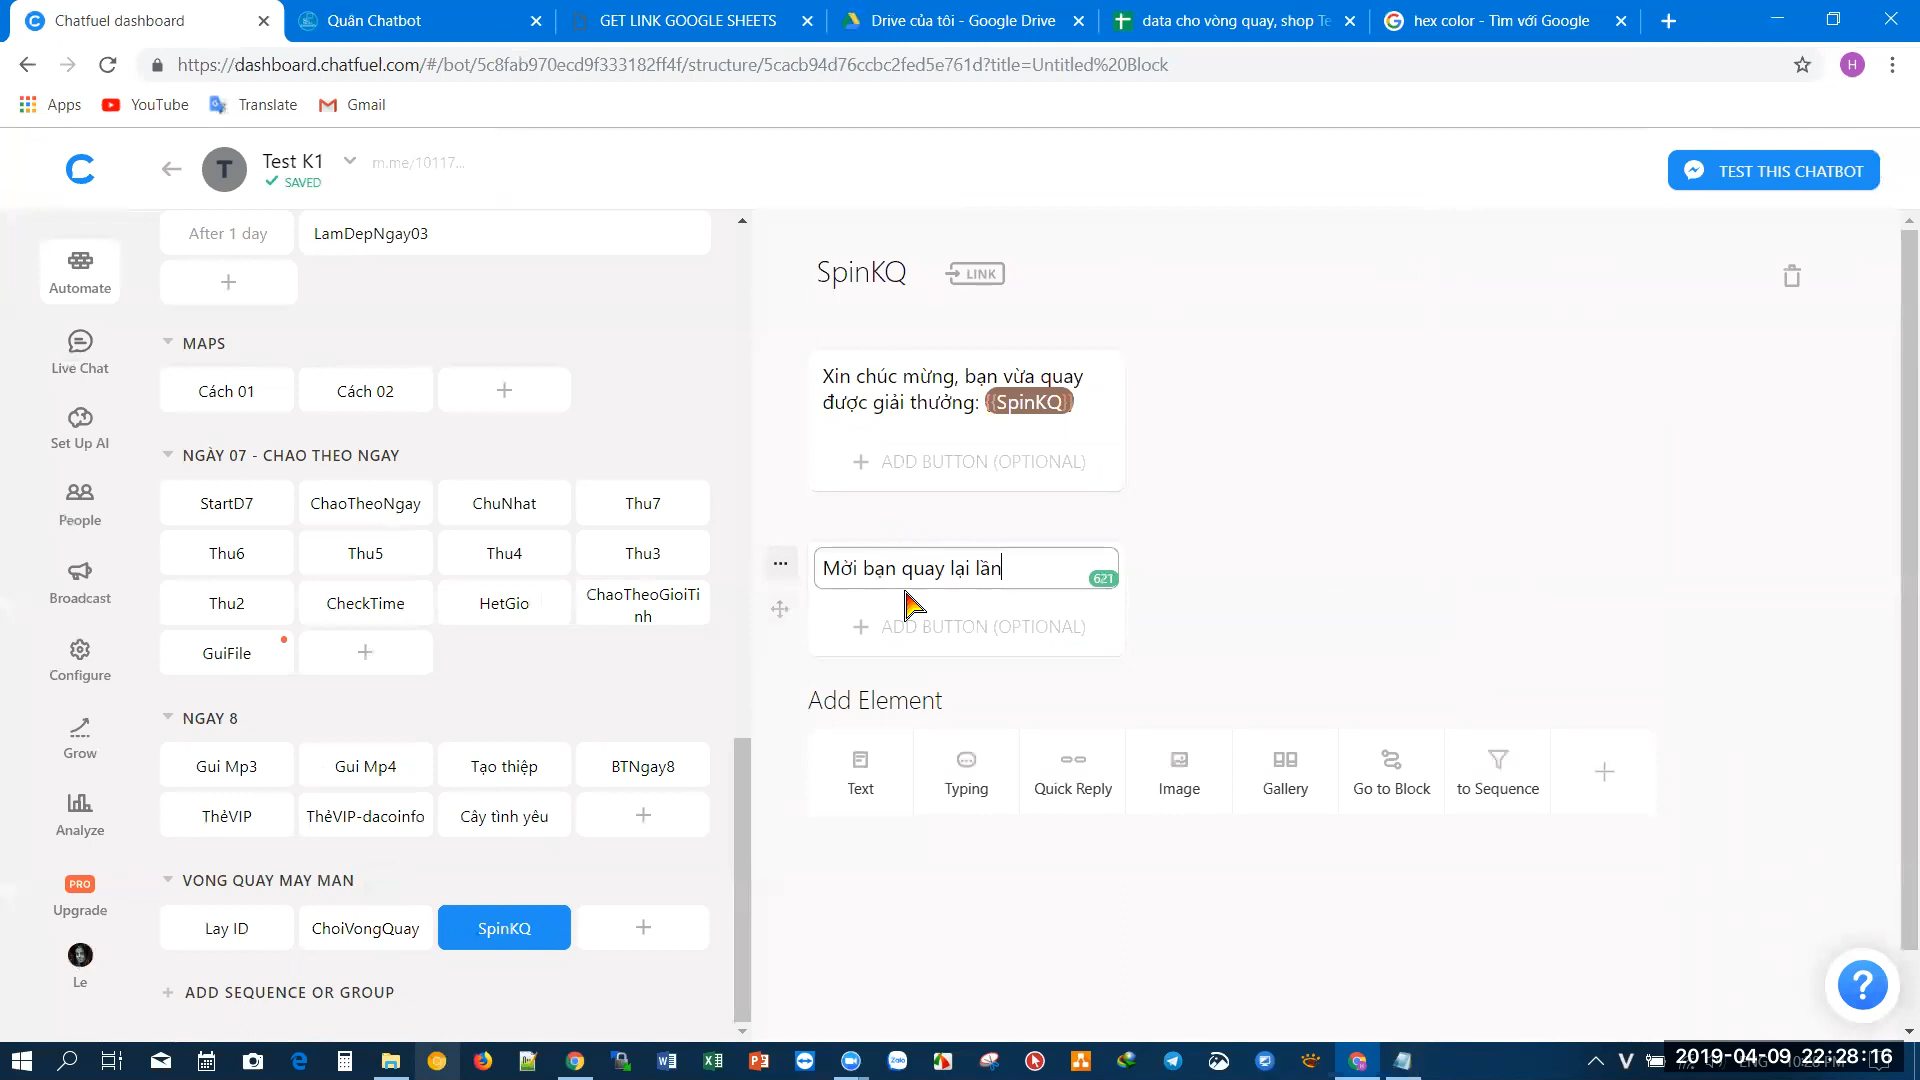 Chatfuel dashboard
Quân Chatbot
GET LINK GOOGLE SHEETS
Drive của tôi - Google Drive
data cho vòng quay, shop Te
hex color - Tìm với Google
https://dashboard.chatfuel.com/#/bot/5c8fab970ecd9f333182ff4f/structure/5cacb94d76ccbc2fed5e761d?title=Untitled%20Block
H
Apps
YouTube
Translate
Gmail
T
Test K1
m.me/10117...
SAVED
TEST THIS CHATBOT
Automate
Live Chat
Set Up AI
People
Broadcast
Configure
Grow
Analyze
PRO
Upgrade
Le
After 1 day
LamDepNgay03
MAPS
Cách 01
Cách 02
NGÀY 07 - CHAO THEO NGAY
StartD7
ChaoTheoNgay
ChuNhat
Thu7
Thu6
Thu5
Thu4
Thu3
Thu2
CheckTime
HetGio
ChaoTheoGioiTi
nh
GuiFile
NGAY 8
Gui Mp3
Gui Mp4
Tạo thiệp
BTNgay8
ThẻVIP
ThẻVIP-dacoinfo
Cây tình yêu
VONG QUAY MAY MAN
Lay ID
ChoiVongQuay
SpinKQ
ADD SEQUENCE OR GROUP
SpinKQ
LINK
Xin chúc mừng, bạn vừa quay
được giải thưởng: {{SpinKQ}}
ADD BUTTON (OPTIONAL)
Mời bạn quay lại lần
621
ADD BUTTON (OPTIONAL)
Add Element
Text
Typing
Quick Reply
Image
Gallery
Go to Block
to Sequence
?
2019-04-09 22:28:16